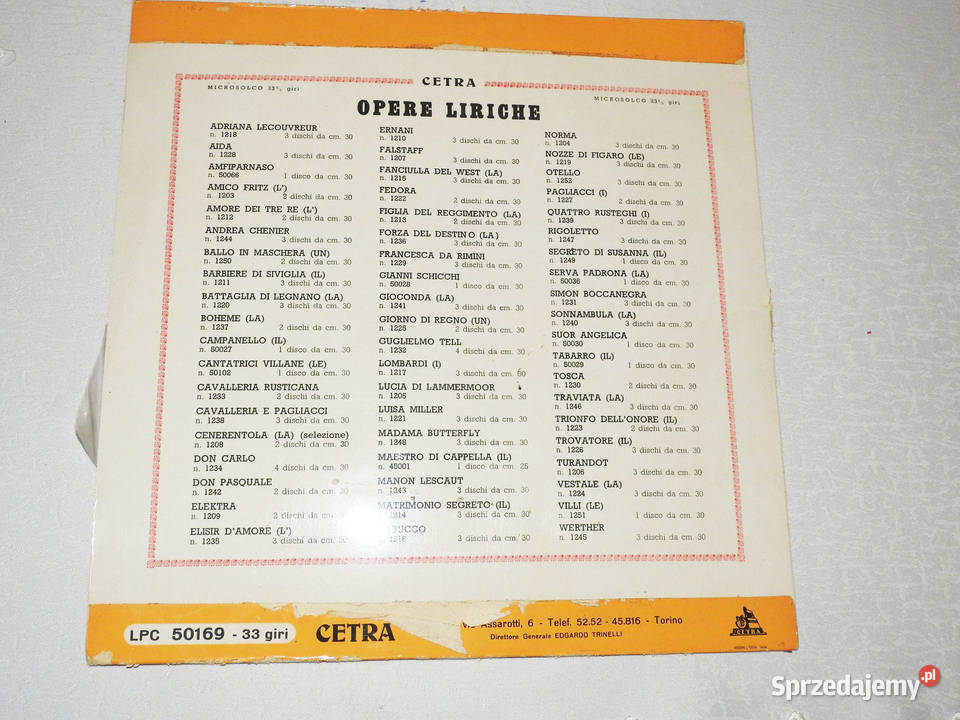 CETRA
MICROSOLCO 33⅓ giri
MICROSOLCO 33⅓ giri
OPERE LIRICHE
ADRIANA LECOUVREUR
n. 1218 3 dischi da cm. 30
AIDA
n. 1228 3 dischi da cm. 30
AMFIPARNASO
n. 50066 1 disco da cm. 30
AMICO FRITZ (L')
n. 1203 2 dischi da cm. 30
AMORE DEI TRE RE (L')
n. 1212 2 dischi da cm. 30
ANDREA CHENIER
n. 1244 3 dischi da cm. 30
BALLO IN MASCHERA (UN)
n. 1250 2 dischi da cm. 30
BARBIERE DI SIVIGLIA (IL)
n. 1211 3 dischi da cm. 30
BATTAGLIA DI LEGNANO (LA)
n. 1220 3 dischi da cm. 30
BOHEME (LA)
n. 1237 2 dischi da cm. 30
CAMPANELLO (IL)
n. 50027 1 disco da cm. 30
CANTATRICI VILLANE (LE)
n. 50102 1 disco da cm. 30
CAVALLERIA RUSTICANA
n. 1233 2 dischi da cm. 30
CAVALLERIA E PAGLIACCI
n. 1238 3 dischi da cm. 30
CENERENTOLA (LA) (selezione)
n. 1208 2 dischi da cm. 30
DON CARLO
n. 1234 4 dischi da cm. 30
DON PASQUALE
n. 1242 2 dischi da cm. 30
ELEKTRA
n. 1209 2 dischi da cm. 30
ELISIR D'AMORE (L')
n. 1235 3 dischi da cm. 30
ERNANI
n. 1210 3 dischi da cm. 30
FALSTAFF
n. 1207 3 dischi da cm. 30
FANCIULLA DEL WEST (LA)
n. 1215 3 dischi da cm. 30
FEDORA
n. 1222 2 dischi da cm. 30
FIGLIA DEL REGGIMENTO (LA)
n. 1213 2 dischi da cm. 30
FORZA DEL DESTINO (LA)
n. 1236 3 dischi da cm. 30
FRANCESCA DA RIMINI
n. 1229 3 dischi da cm. 30
GIANNI SCHICCHI
n. 50028 1 disco da cm. 30
GIOCONDA (LA)
n. 1241 3 dischi da cm. 30
GIORNO DI REGNO (UN)
n. 1225 2 dischi da cm. 30
GUGLIELMO TELL
n. 1232 4 dischi da cm. 30
LOMBARDI (I)
n. 1217 3 dischi da cm. 30
LUCIA DI LAMMERMOOR
n. 1205 3 dischi da cm. 30
LUISA MILLER
n. 1221 3 dischi da cm. 30
MADAMA BUTTERFLY
n. 1248 3 dischi da cm. 30
MAESTRO DI CAPPELLA (IL)
n. 45001 1 disco da cm. 25
MANON LESCAUT
n. 1243 3 dischi da cm. 30
MATRIMONIO SEGRETO (IL)
1214 3 dischi da cm. 30
BUCCO
1216 3 dischi da cm. 30
NORMA
n. 1204 3 dischi da cm. 30
NOZZE DI FIGARO (LE)
n. 1219 3 dischi da cm. 30
OTELLO
n. 1252 3 dischi da cm. 30
PAGLIACCI (I)
n. 1227 2 dischi da cm. 30
QUATTRO RUSTEGHI (I)
n. 1239 3 dischi da cm. 30
RIGOLETTO
n. 1247 3 dischi da cm. 30
SEGRETO DI SUSANNA (IL)
n. 1249 1 disco da cm. 30
SERVA PADRONA (LA)
n. 50036 1 disco da cm. 30
SIMON BOCCANEGRA
n. 1231 3 dischi da cm. 30
SONNAMBULA (LA)
n. 1240 3 dischi da cm. 30
SUOR ANGELICA
n. 50030 1 disco da cm. 30
TABARRO (IL)
n. 50029 1 disco da cm. 30
TOSCA
n. 1230 2 dischi da cm. 30
TRAVIATA (LA)
n. 1246 3 dischi da cm. 30
TRIONFO DELL'ONORE (IL)
n. 1223 2 dischi da cm. 30
TROVATORE (IL)
n. 1226 3 dischi da cm. 30
TURANDOT
n. 1206 3 dischi da cm. 30
VESTALE (LA)
n. 1224 3 dischi da cm. 30
VILLI (LE)
n. 1251 1 disco da cm. 30
WERTHER
n. 1245 3 dischi da cm. 30
LPC 50169 - 33 giri CETRA
Assarotti, 6 - Telef. 52.52 - 45.816 - Torino
Direttore Generale EDGARDO TRINELLI
CETRA
Sprzedajemy.pl